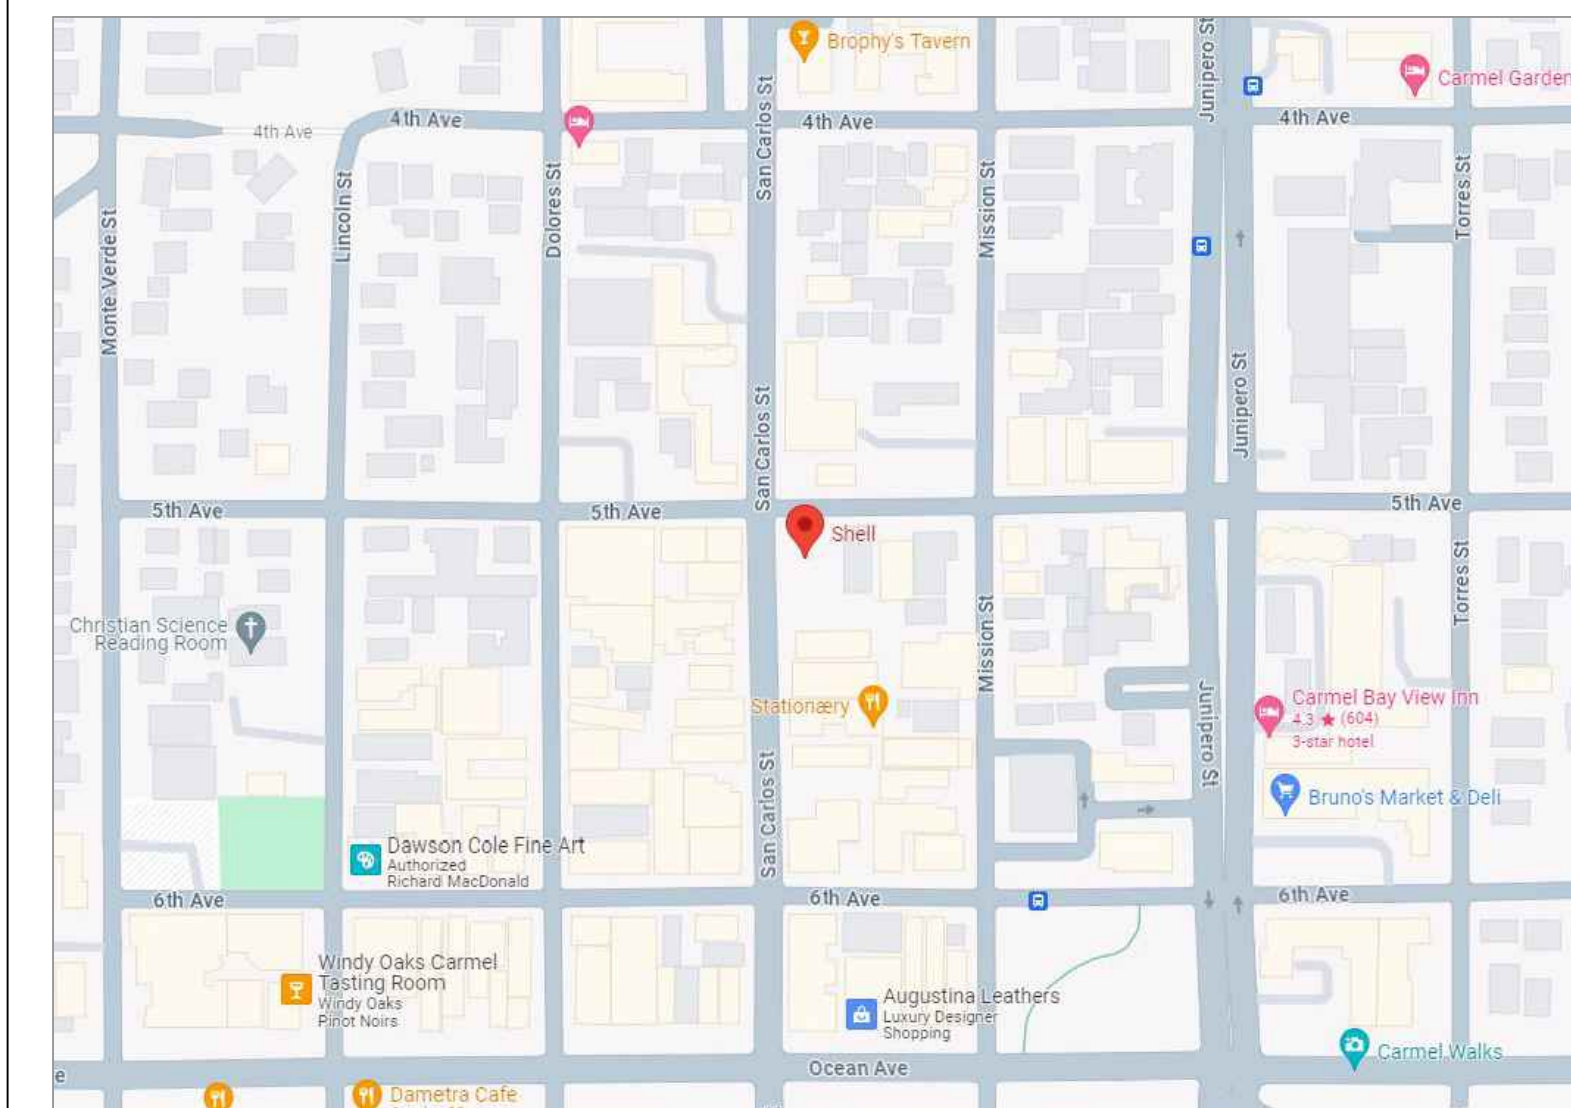 Brophy's Tavern
San Carlos St
Junipero St
Carmel Garden
4th Ave
4th Ave
4th Ave
4th Ave
Monte Verde St
Lincoln St
Dolores St
Mission St
Torres St
San Carlos St
Junipero St
5th Ave
5th Ave
5th Ave
Shell
Christian Science
Reading Room
Mission St
Torres St
Stationæry
Junipero St
Carmel Bay View Inn
4.3 ★ (604)
3-star hotel
San Carlos St
Bruno's Market & Deli
Dawson Cole Fine Art
Authorized
Richard MacDonald
6th Ave
6th Ave
6th Ave
Windy Oaks Carmel
Tasting Room
Windy Oaks
Pinot Noirs
Augustina Leathers
Luxury Designer
Shopping
Carmel Walks
e
Ocean Ave
Dametra Cafe